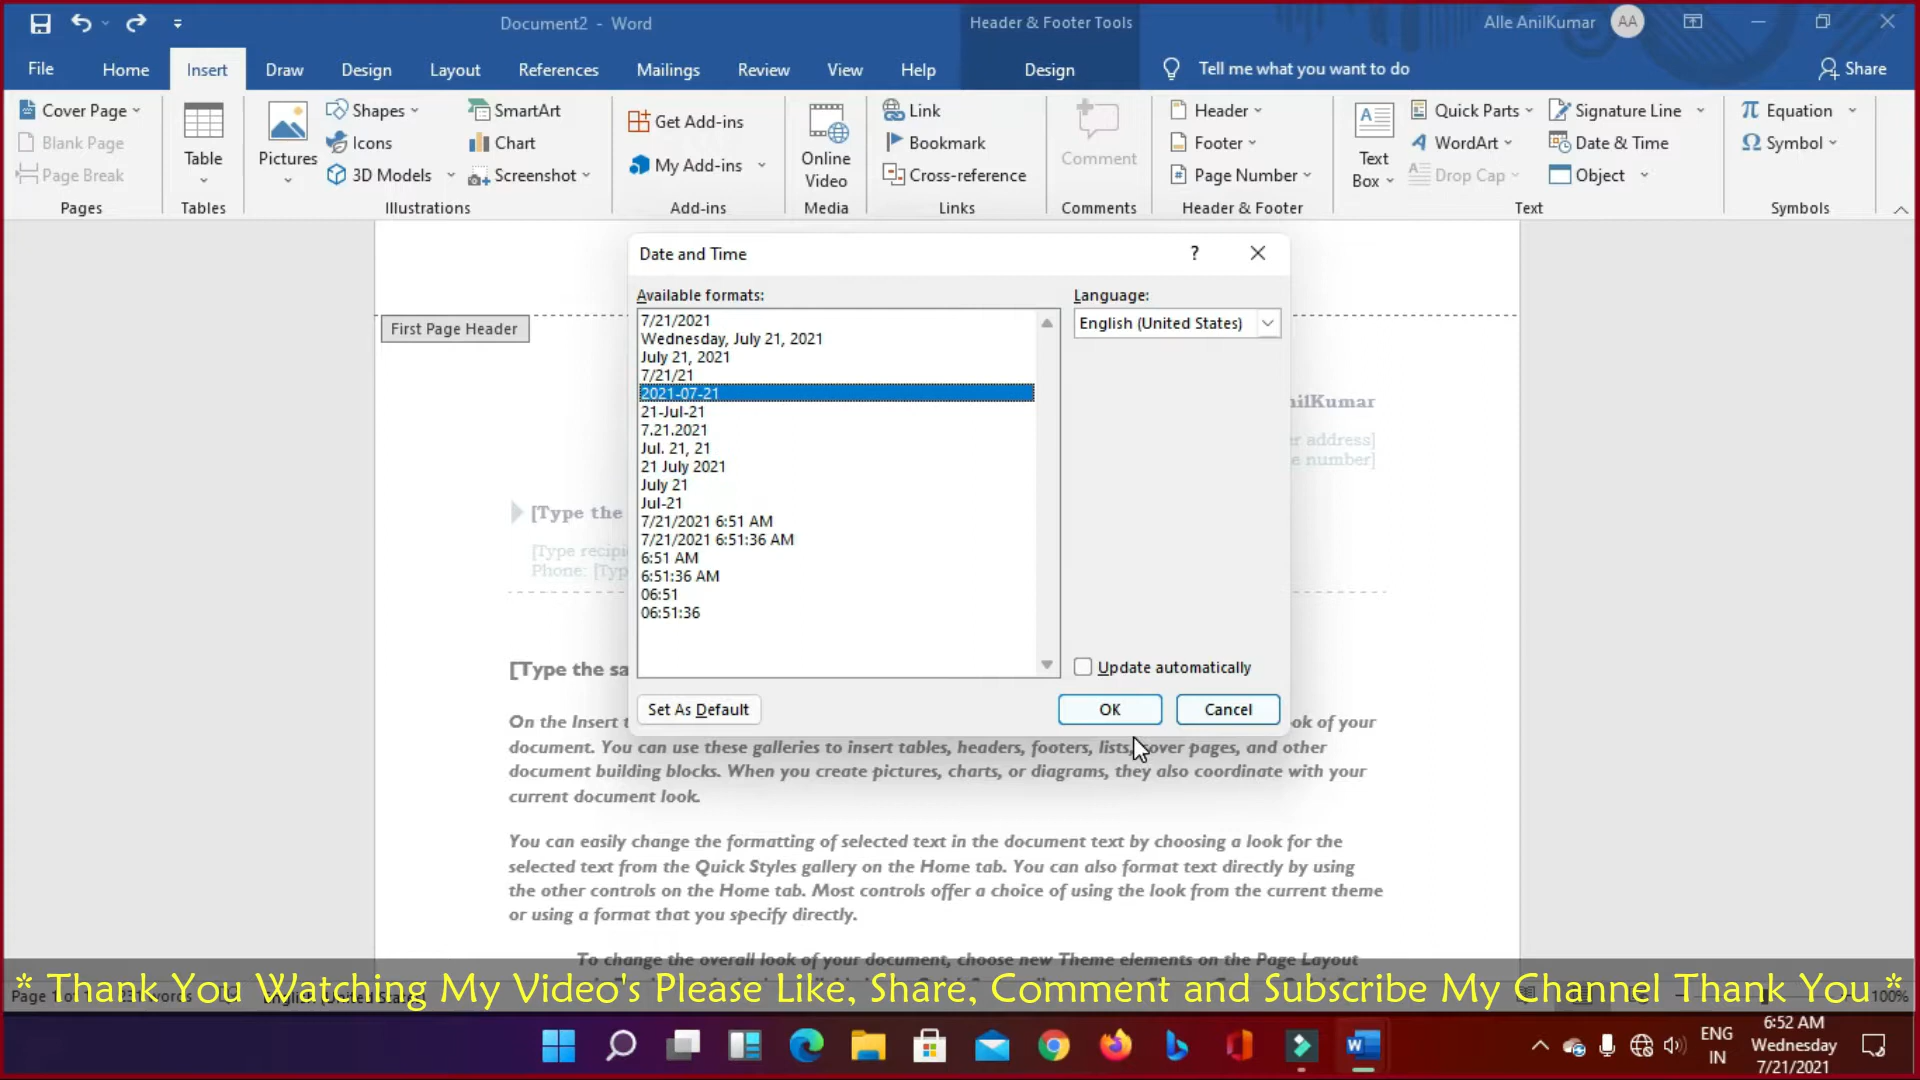 Document2 - Word
Header & Footer Tools
Alle AnilKumar
AA
File
Home
Insert
Draw
Design
Layout
References
Mailings
Review
View
Help
Design
Tell me what you want to do
Share
Cover Page
Blank Page
Page Break
Pages
Table
Tables
Pictures
Shapes
Icons
3D Models
SmartArt
Chart
Screenshot
Illustrations
Get Add-ins
My Add-ins
Add-ins
Online
Video
Media
Link
Bookmark
Cross-reference
Links
Comment
Comments
Header
Footer
Page Number
Header & Footer
Text
Box
Quick Parts
WordArt
Drop Cap
Signature Line
Date & Time
Object
Text
Equation
Symbol
Symbols
First Page Header
Date and Time
?
Available formats:
7/21/2021
Wednesday, July 21, 2021
July 21, 2021
7/21/21
2021-07-21
21-Jul-21
7.21.2021
Jul. 21, 21
21 July 2021
July 21
Jul-21
7/21/2021 6:51 AM
7/21/2021 6:51:36 AM
6:51 AM
6:51:36 AM
06:51
06:51:36
Language:
English (United States)
Update automatically
Set As Default
OK
Cancel
nilKumar
address]
number]
[Type the
[Type recipi
Phone: [Typ
[Type the sa
On the Insert ok of your
document. You can use these galleries to insert tables, headers, footers, lists, cover pages, and other
document building blocks. When you create pictures, charts, or diagrams, they also coordinate with your
current document look.
You can easily change the formatting of selected text in the document text by choosing a look for the
selected text from the Quick Styles gallery on the Home tab. You can also format text directly by using
the other controls on the Home tab. Most controls offer a choice of using the look from the current theme
or using a format that you specify directly.
To change the overall look of your document, choose new Theme elements on the Page Layout
* Thank You Watching My Video's Please Like, Share, Comment and Subscribe My Channel Thank You *
100%
ENG
IN
6:52 AM
Wednesday
7/21/2021